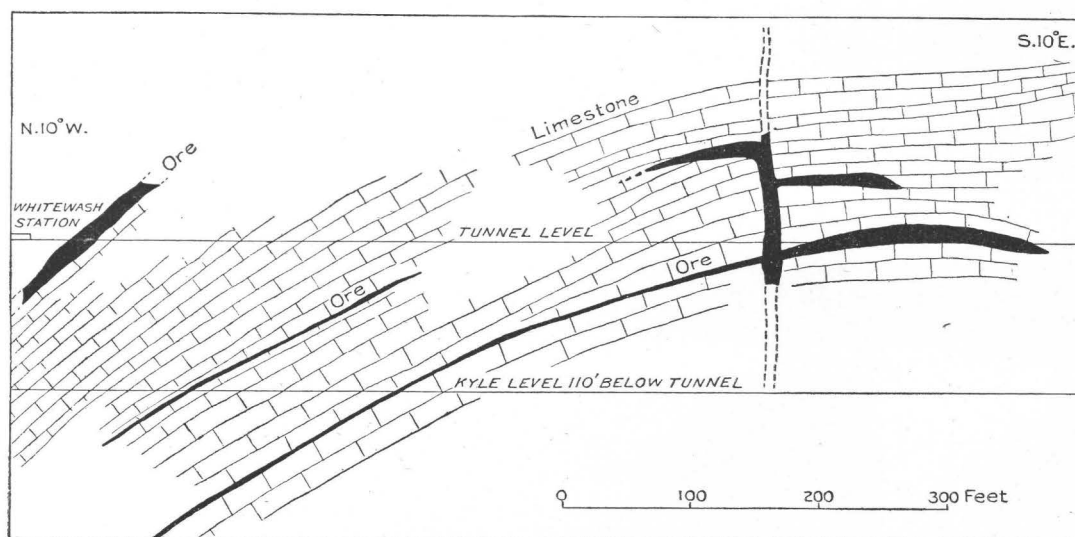 S.10°E.
N.10°W.
Limestone
Ore
WHITEWASH
STATION
TUNNEL LEVEL
Ore
Ore
KYLE LEVEL 110' BELOW TUNNEL
0 100 200 300 Feet